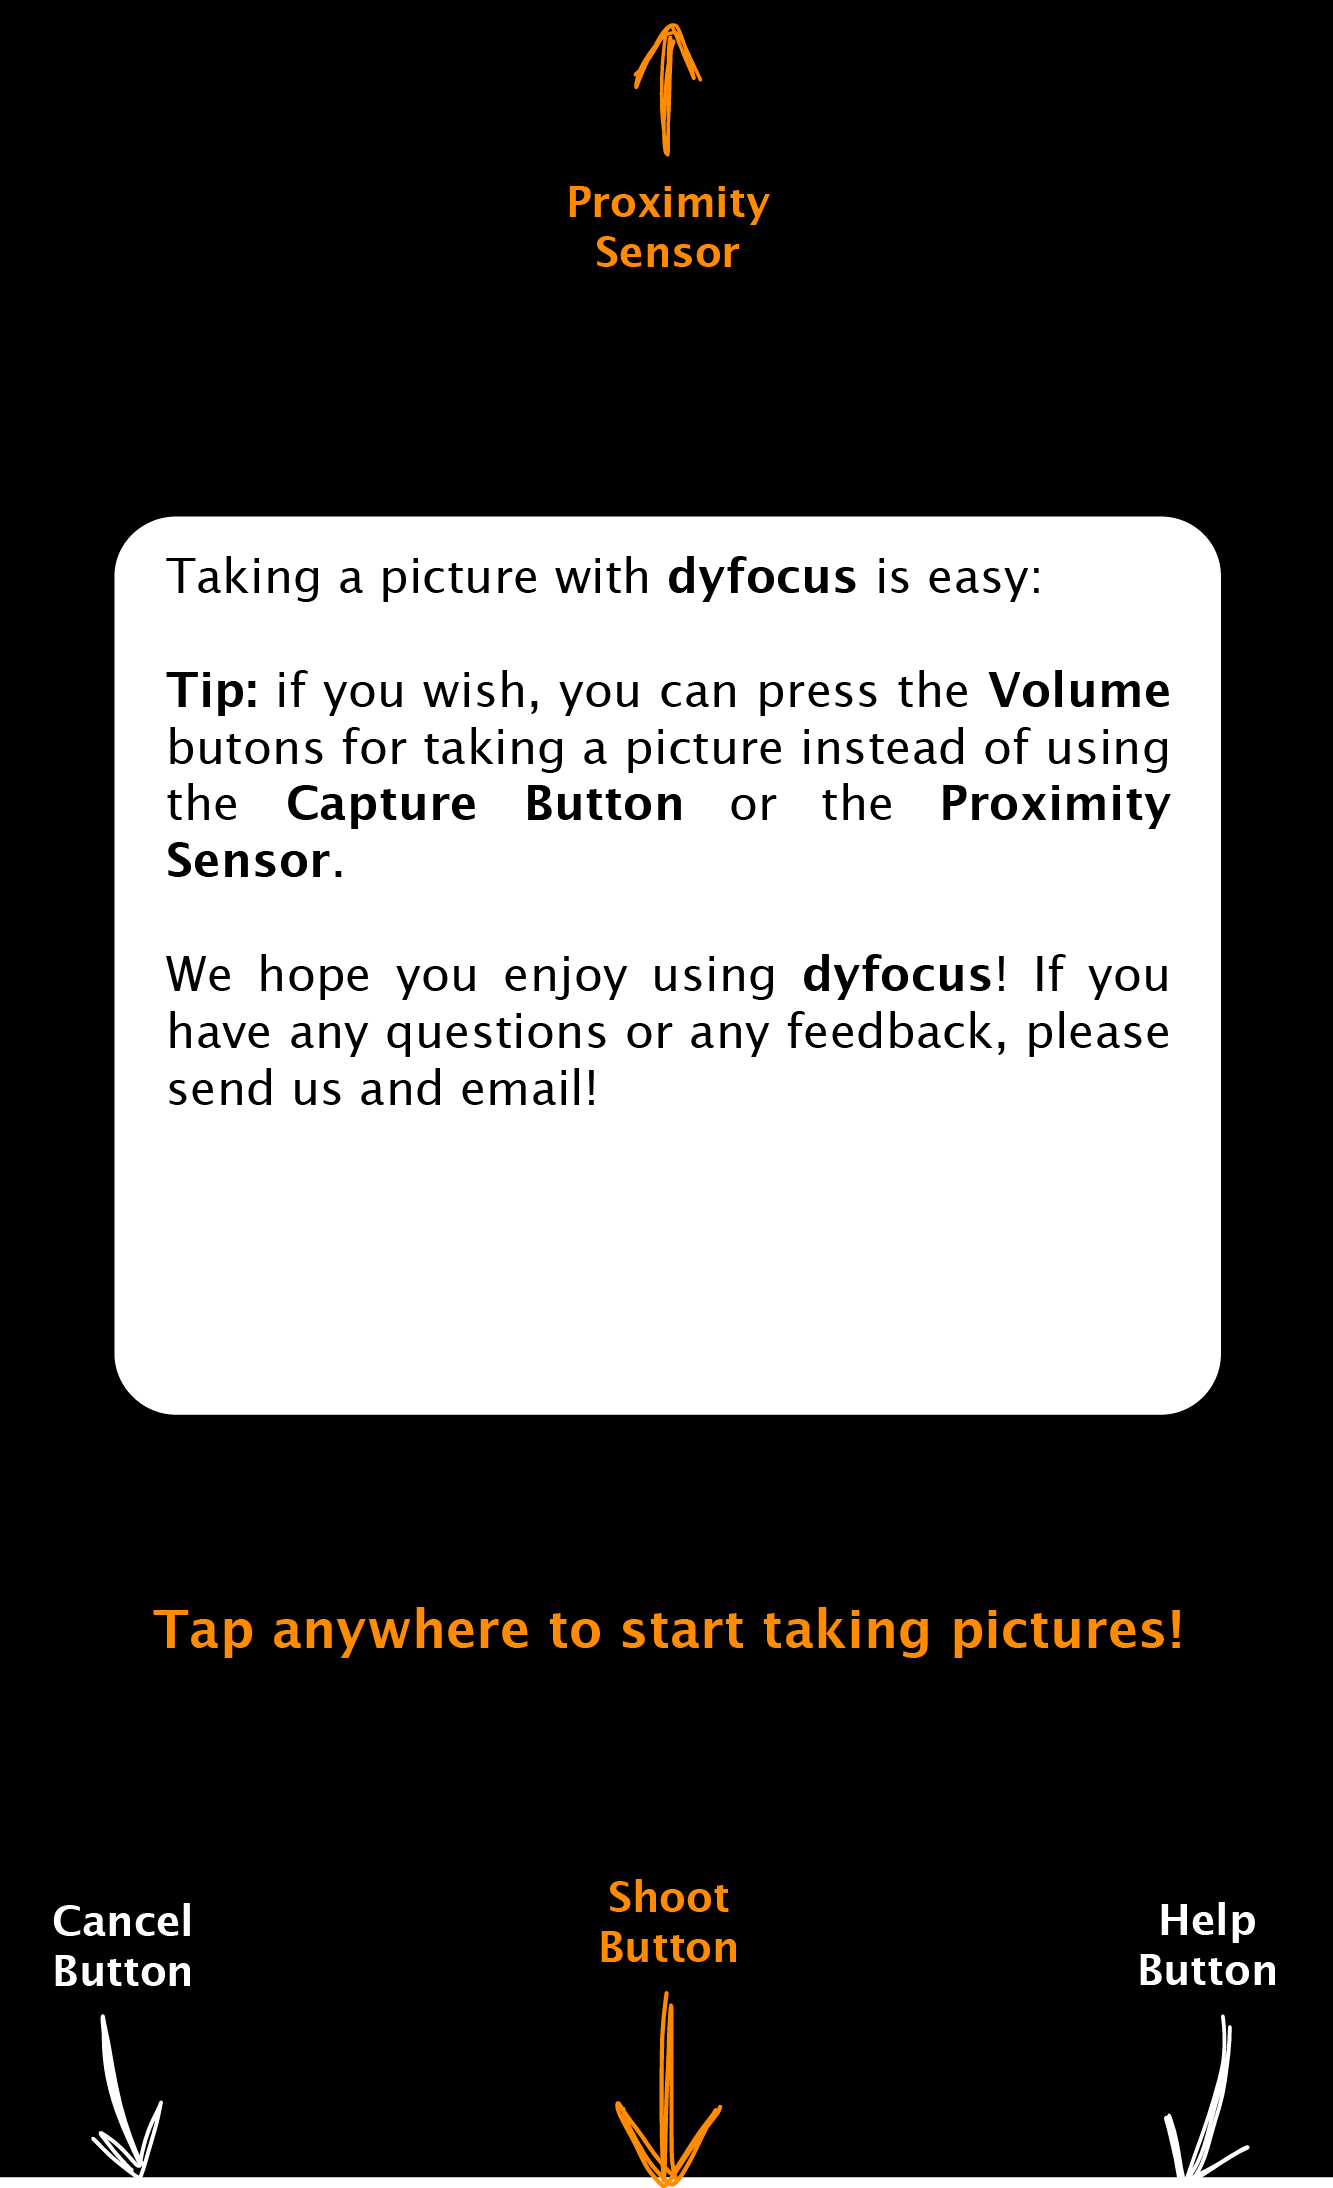 Proximity
Sensor
Taking a picture with dyfocus is easy:
Tip: if you wish, you can press the Volume
butons for taking a picture instead of using
the Capture Button or the Proximity
Sensor.
We hope you enjoy using dyfocus! If you
have any questions or any feedback, please
send us and email!
Tap anywhere to start taking pictures!
Cancel
Button
Shoot
Button
Help
Button